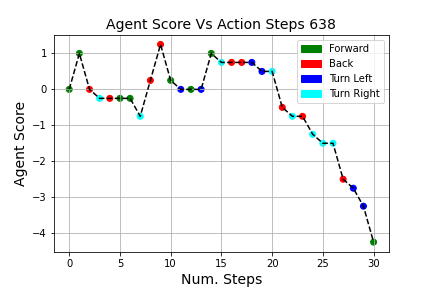 Agent Score Vs Action Steps 638
Forward
Back
Turn Left
Turn Right
Agent Score
1
0
−1
−2
−3
−4
0 5 10 15 20 25 30
Num. Steps